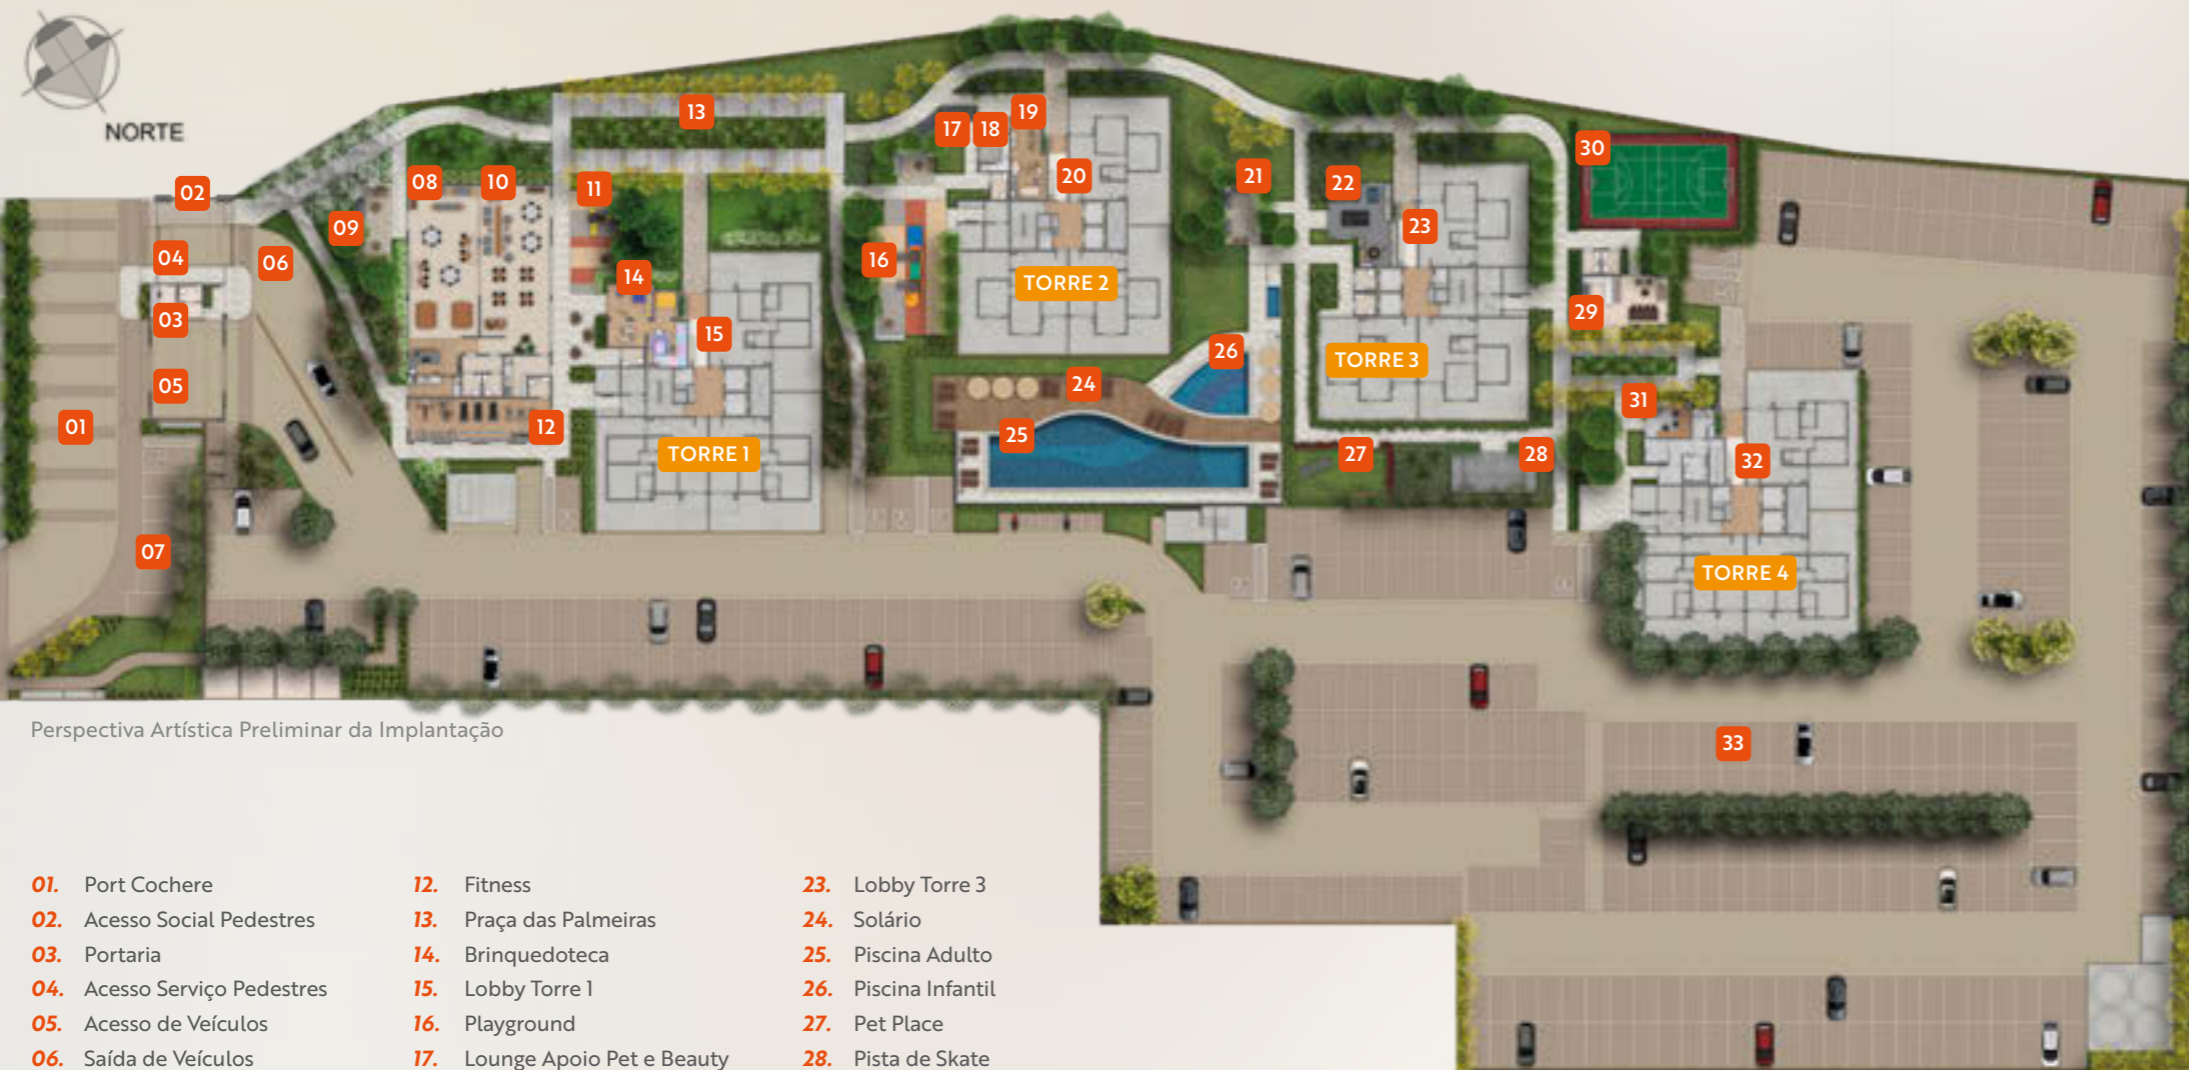 NORTE
02
04
03
05
06
01
07
09
08
10
11
12
13
14
15
TORRE 1
16
17
18
19
20
TORRE 2
21
22
23
TORRE 3
24
25
26
27
28
29
30
31
32
TORRE 4
33
Perspectiva Artística Preliminar da Implantação
01. Port Cochere
02. Acesso Social Pedestres
03. Portaria
04. Acesso Serviço Pedestres
05. Acesso de Veículos
06. Saída de Veículos
12. Fitness
13. Praça das Palmeiras
14. Brinquedoteca
15. Lobby Torre 1
16. Playground
17. Lounge Apoio Pet e Beauty
23. Lobby Torre 3
24. Solário
25. Piscina Adulto
26. Piscina Infantil
27. Pet Place
28. Pista de Skate